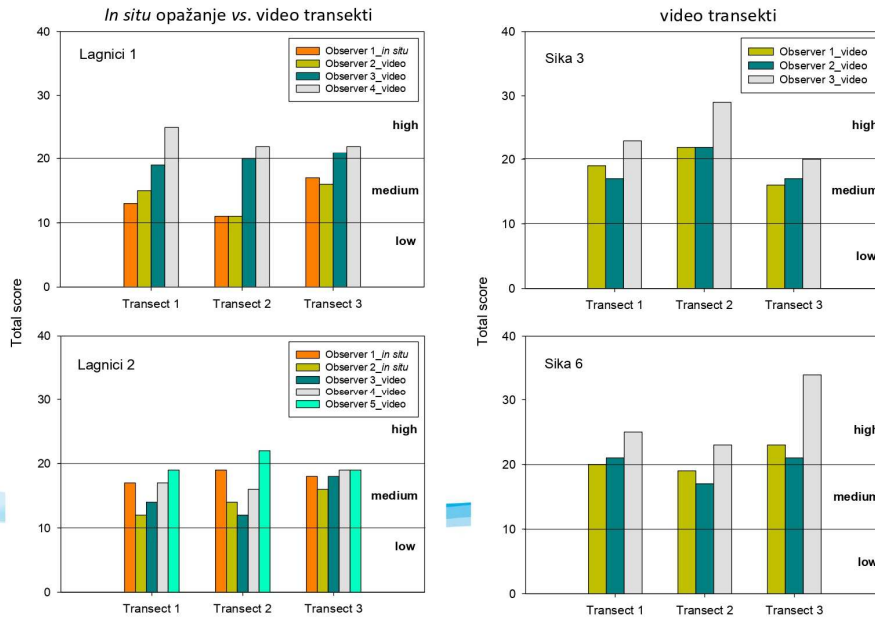 In situ opažanje vs. video transekti
Total score
40
30
20
10
0
Lagnici 1
Observer 1_in situ
Observer 2_video
Observer 3_video
Observer 4_video
high
medium
low
Transect 1 Transect 2 Transect 3
40
30
20
10
0
Lagnici 2
Observer 1_in situ
Observer 2_in situ
Observer 3_video
Observer 4_video
Observer 5_video
high
medium
low
Transect 1 Transect 2 Transect 3
video transekti
Total score
40
30
20
10
0
Sika 3
Observer 1_video
Observer 2_video
Observer 3_video
high
medium
low
Transect 1 Transect 2 Transect 3
40
30
20
10
0
Sika 6
high
medium
low
Transect 1 Transect 2 Transect 3